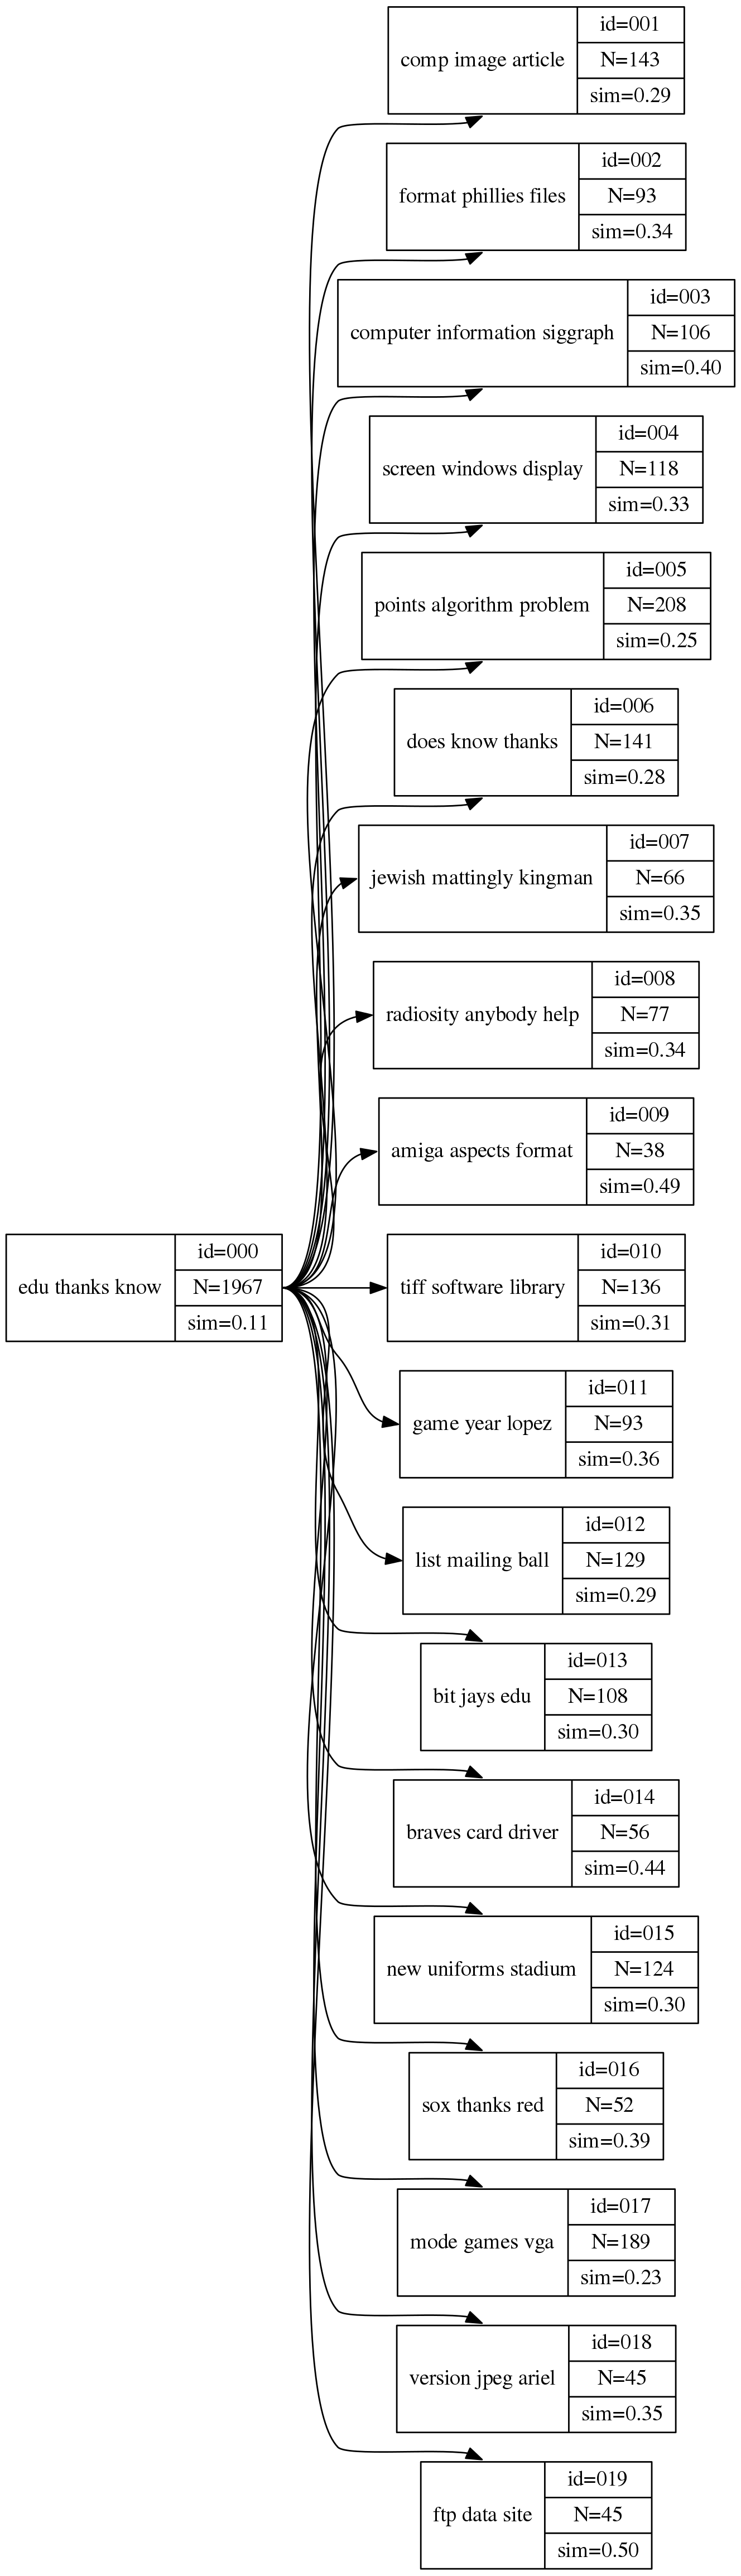 comp image article
id=001
N=143
sim=0.29
format phillies files
id=002
N=93
sim=0.34
computer information siggraph
id=003
N=106
sim=0.40
screen windows display
id=004
N=118
sim=0.33
points algorithm problem
id=005
N=208
sim=0.25
does know thanks
id=006
N=141
sim=0.28
jewish mattingly kingman
id=007
N=66
sim=0.35
radiosity anybody help
id=008
N=77
sim=0.34
amiga aspects format
id=009
N=38
sim=0.49
edu thanks know
id=000
N=1967
sim=0.11
tiff software library
id=010
N=136
sim=0.31
game year lopez
id=011
N=93
sim=0.36
list mailing ball
id=012
N=129
sim=0.29
bit jays edu
id=013
N=108
sim=0.30
braves card driver
id=014
N=56
sim=0.44
new uniforms stadium
id=015
N=124
sim=0.30
sox thanks red
id=016
N=52
sim=0.39
mode games vga
id=017
N=189
sim=0.23
version jpeg ariel
id=018
N=45
sim=0.35
ftp data site
id=019
N=45
sim=0.50